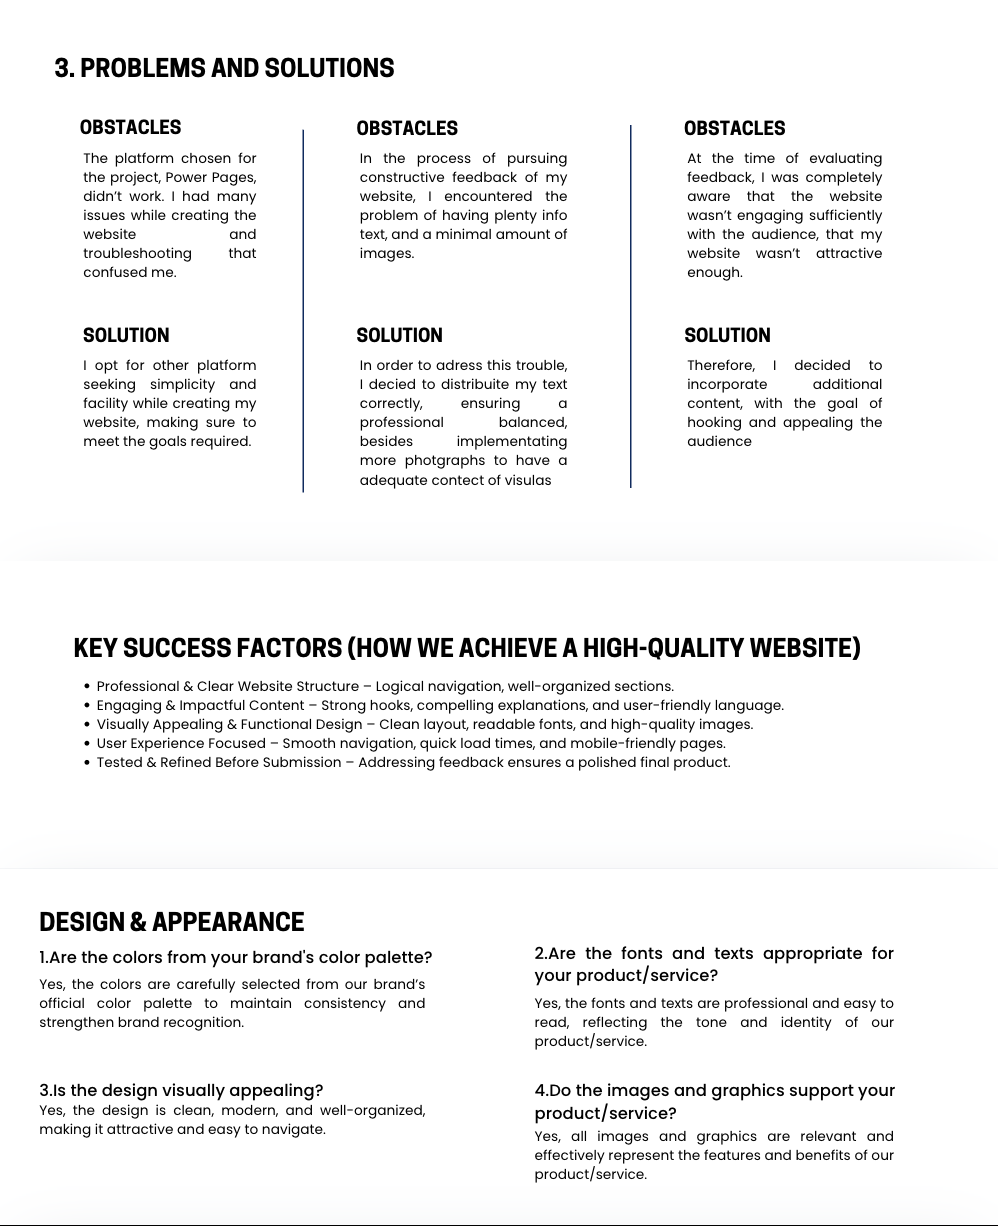 3. PROBLEMS AND SOLUTIONS
OBSTACLES
The platform chosen for
the project, Power Pages,
didn’t work. I had many
issues while creating the
website and
troubleshooting that
confused me.
SOLUTION
I opt for other platform
seeking simplicity and
facility while creating my
website, making sure to
meet the goals required.
OBSTACLES
In the process of pursuing
constructive feedback of my
website, I encountered the
problem of having plenty info
text, and a minimal amount of
images.
SOLUTION
In order to adress this trouble,
I decied to distribuite my text
correctly, ensuring a
professional balanced,
besides implementating
more photgraphs to have a
adequate contect of visulas
OBSTACLES
At the time of evaluating
feedback, I was completely
aware that the website
wasn’t engaging sufficiently
with the audience, that my
website wasn’t attractive
enough.
SOLUTION
Therefore, I decided to
incorporate additional
content, with the goal of
hooking and appealing the
audience
KEY SUCCESS FACTORS (HOW WE ACHIEVE A HIGH-QUALITY WEBSITE)
• Professional & Clear Website Structure – Logical navigation, well-organized sections.
• Engaging & Impactful Content – Strong hooks, compelling explanations, and user-friendly language.
• Visually Appealing & Functional Design – Clean layout, readable fonts, and high-quality images.
• User Experience Focused – Smooth navigation, quick load times, and mobile-friendly pages.
• Tested & Refined Before Submission – Addressing feedback ensures a polished final product.
DESIGN & APPEARANCE
1.Are the colors from your brand's color palette?
Yes, the colors are carefully selected from our brand’s
official color palette to maintain consistency and
strengthen brand recognition.
2.Are the fonts and texts appropriate for
your product/service?
Yes, the fonts and texts are professional and easy to
read, reflecting the tone and identity of our
product/service.
3.Is the design visually appealing?
Yes, the design is clean, modern, and well-organized,
making it attractive and easy to navigate.
4.Do the images and graphics support your
product/service?
Yes, all images and graphics are relevant and
effectively represent the features and benefits of our
product/service.